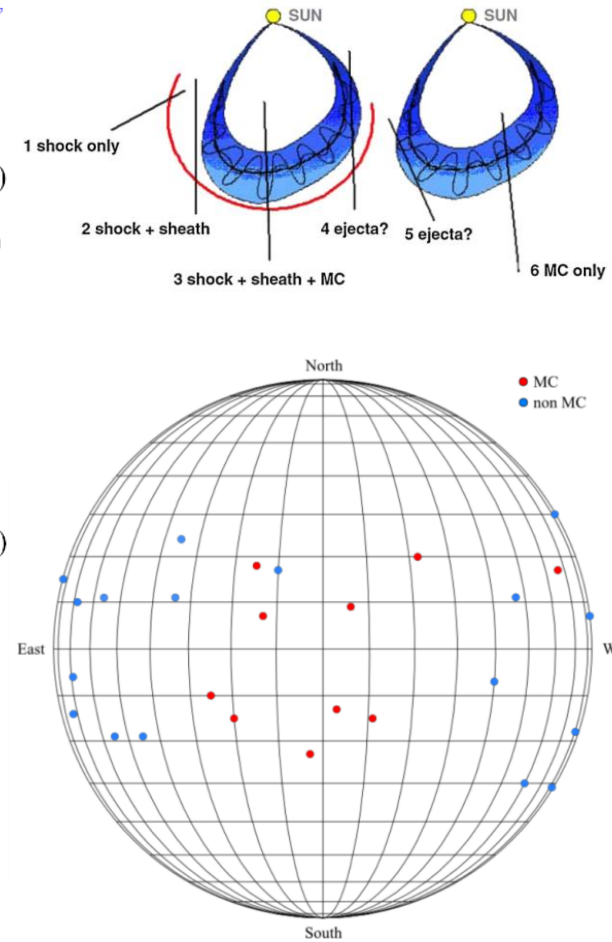 SUN
SUN
1 shock only
2 shock + sheath
4 ejecta?
5 ejecta?
3 shock + sheath + MC
6 MC only
North
MC
non MC
East
W
South